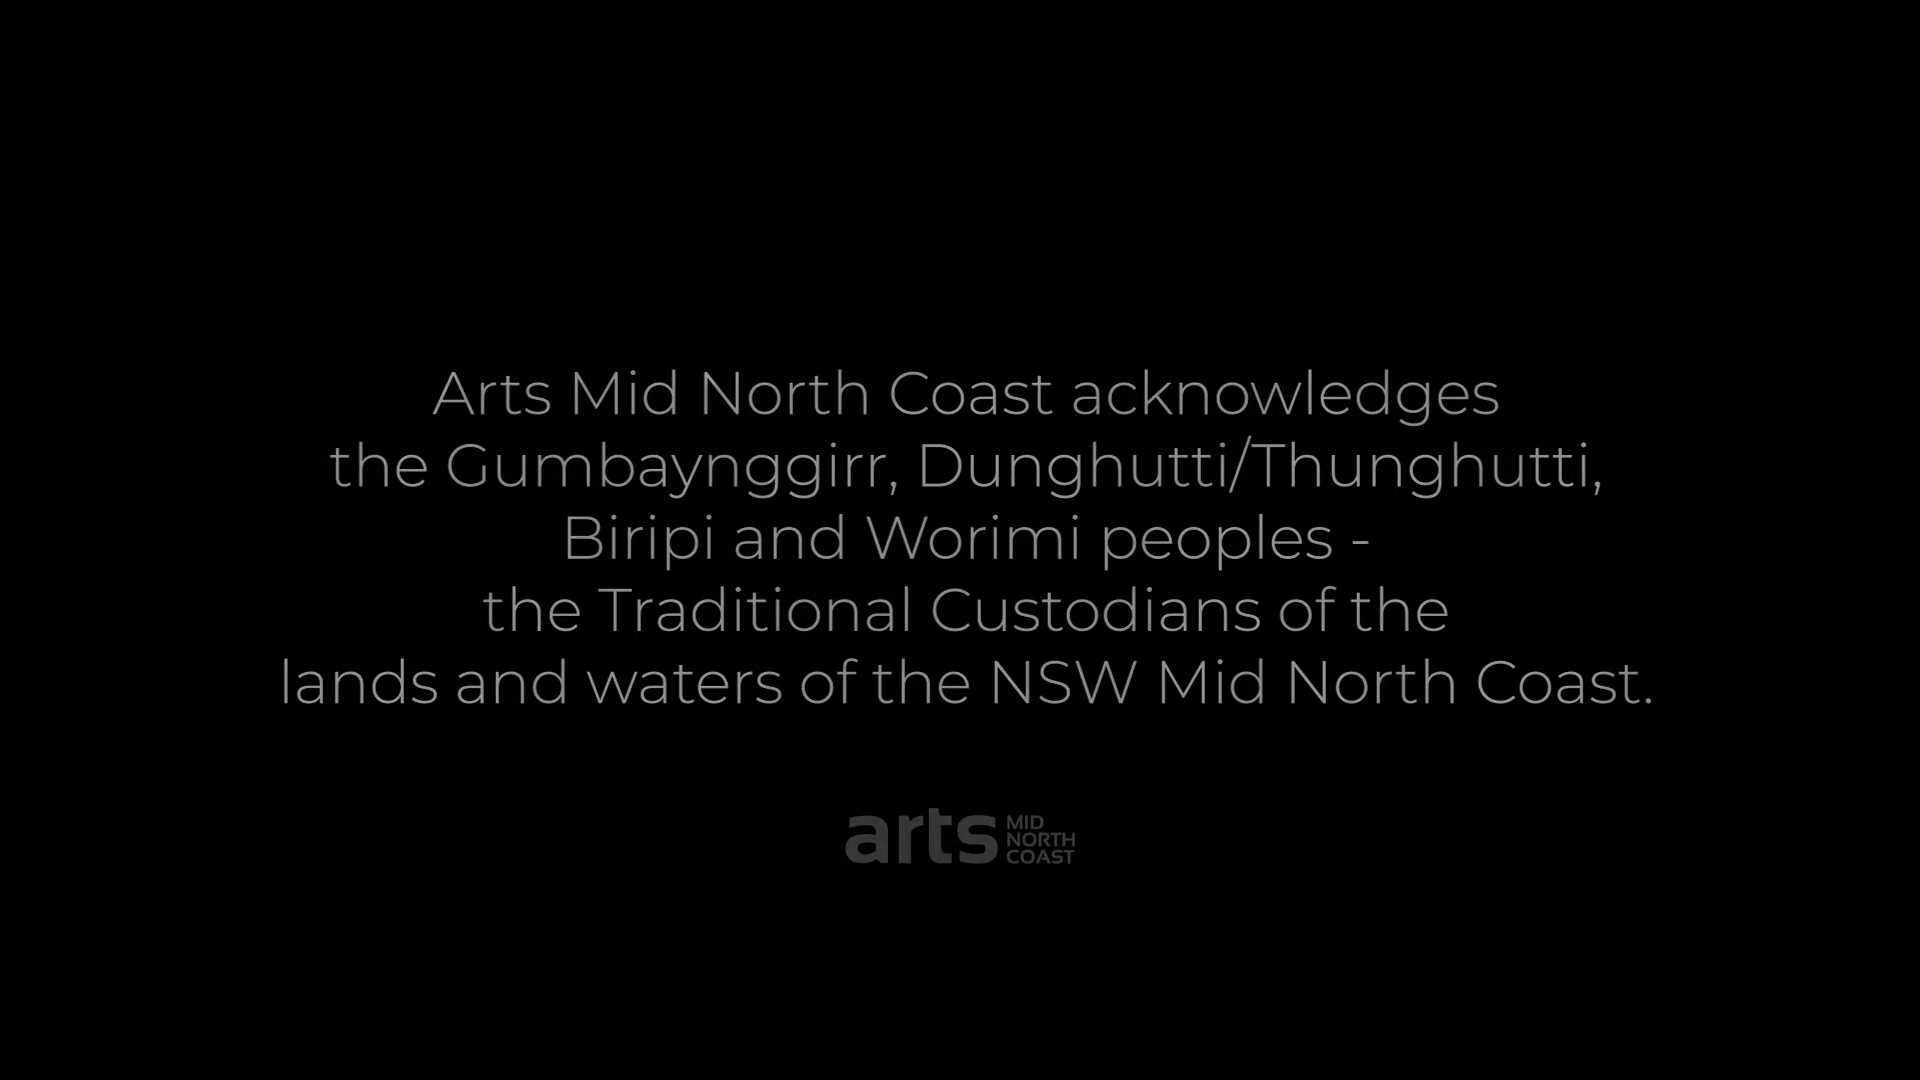 Arts Mid North Coast acknowledges
the Gumbaynggirr, Dunghutti/Thunghutti,
Biripi and Worimi peoples -
the Traditional Custodians of the
lands and waters of the NSW Mid North Coast.
arts MID
NORTH
COAST